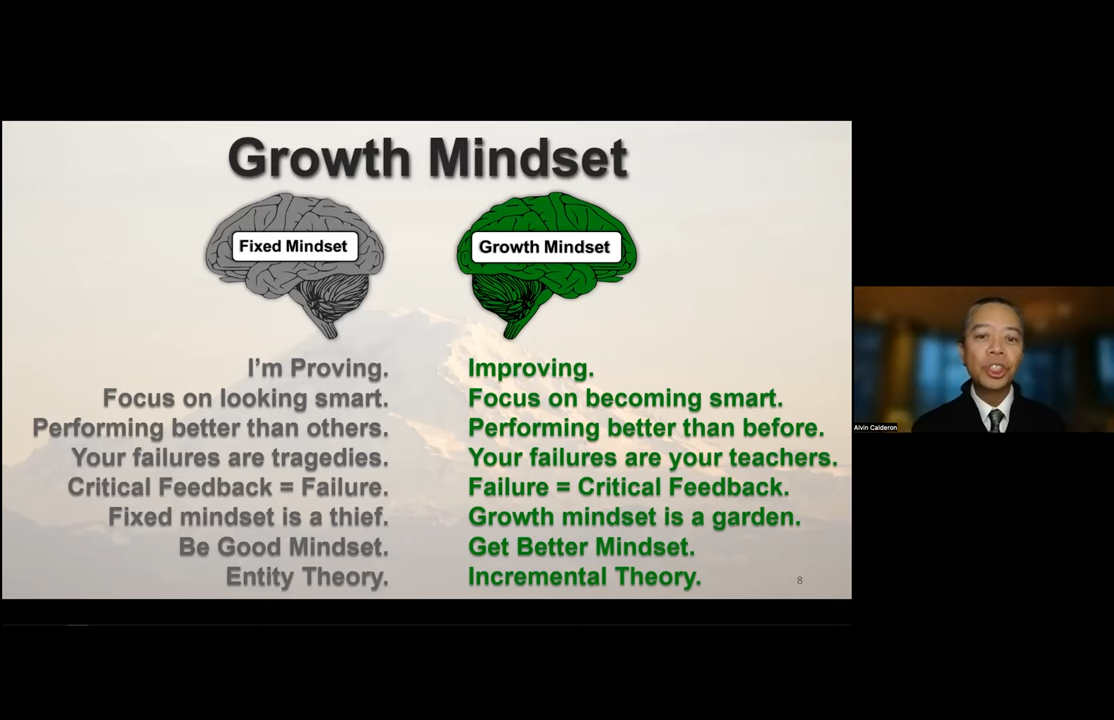 Growth Mindset
Fixed Mindset
Growth Mindset
I'm Proving.
Focus on looking smart.
Performing better than others.
Your failures are tragedies.
Critical Feedback = Failure.
Fixed mindset is a thief.
Be Good Mindset.
Entity Theory.
Improving.
Focus on becoming smart.
Performing better than before.
Your failures are your teachers.
Failure = Critical Feedback.
Growth mindset is a garden.
Get Better Mindset.
Incremental Theory.
8
Alvin Calderon